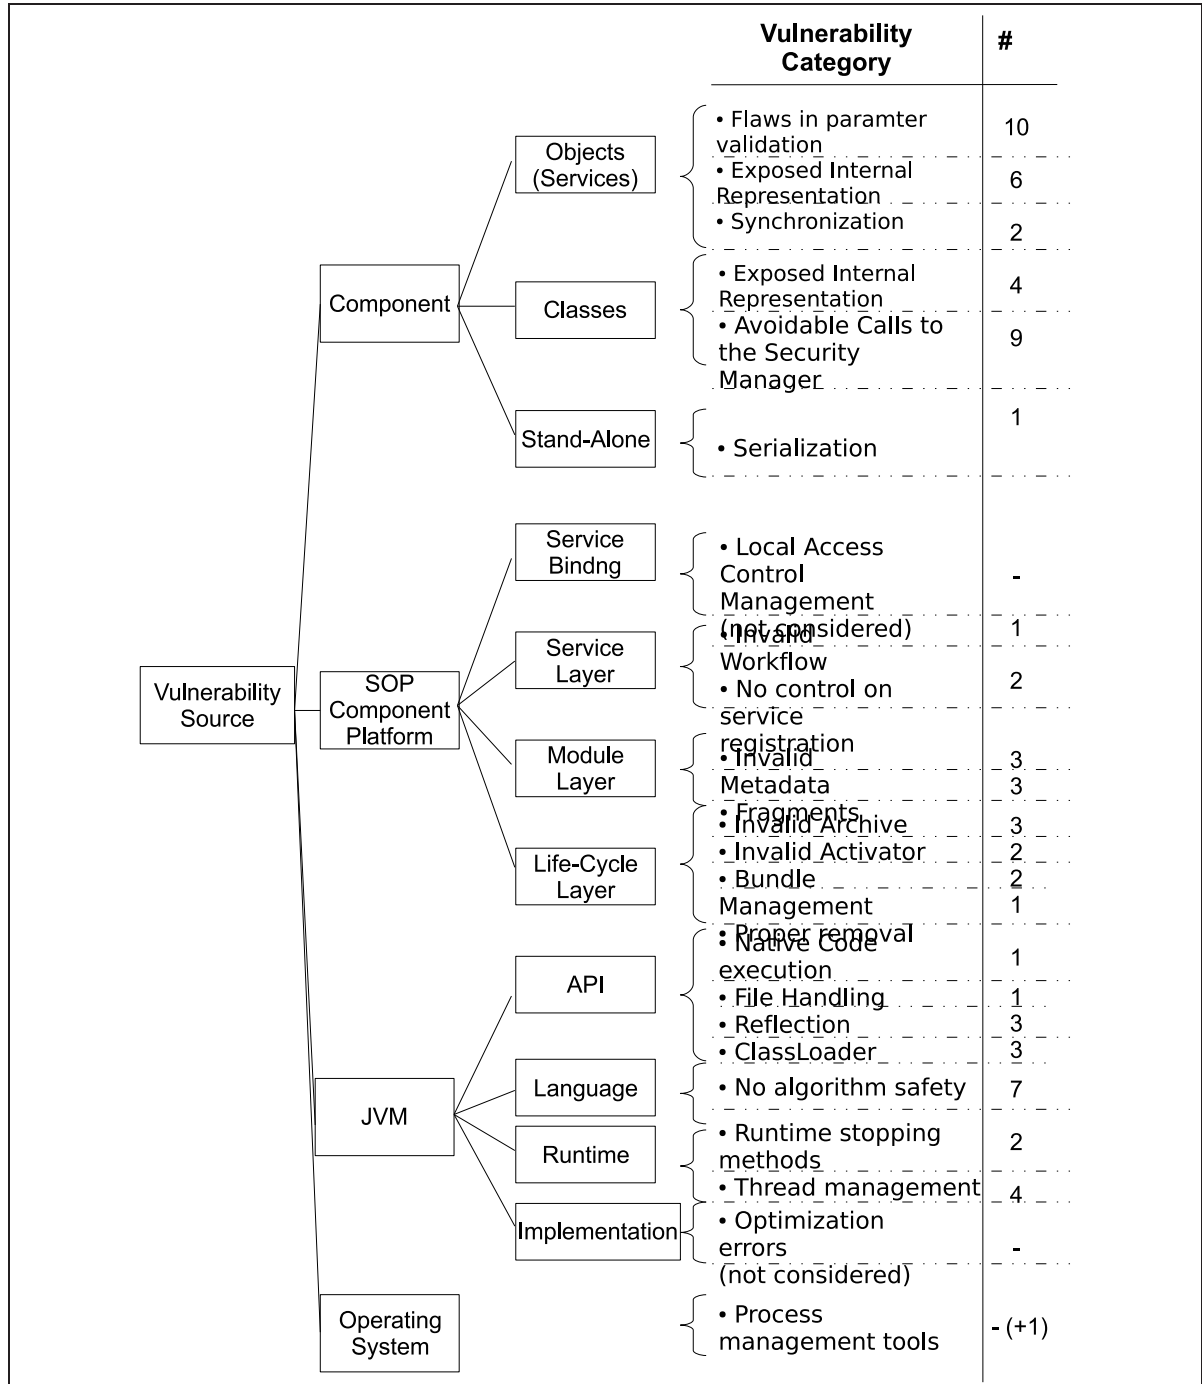 Vulnerability
Category
#
Objects
(Services)
• Flaws in paramter
validation
10
• Exposed Internal
Representation
6
• Synchronization
2
Component
Classes
• Exposed Internal
Representation
4
• Avoidable Calls to
the Security
Manager
9
Stand-Alone
• Serialization
1
Service
Bindng
• Local Access
Control
Management
(not considered)
-
Vulnerability
Source
SOP
Component
Platform
Service
Layer
• Invalid
Workflow
1
• No control on
service
registration
2
Module
Layer
• Invalid
Metadata
3
• Fragments
3
Life-Cycle
Layer
• Invalid Archive
3
• Invalid Activator
2
• Bundle
Management
2
• Proper removal
1
JVM
API
• Native Code
execution
1
• File Handling
1
• Reflection
3
• ClassLoader
3
Language
• No algorithm safety
7
Runtime
• Runtime stopping
methods
2
• Thread management
4
Implementation
• Optimization
errors
(not considered)
-
Operating
System
• Process
management tools
- (+1)